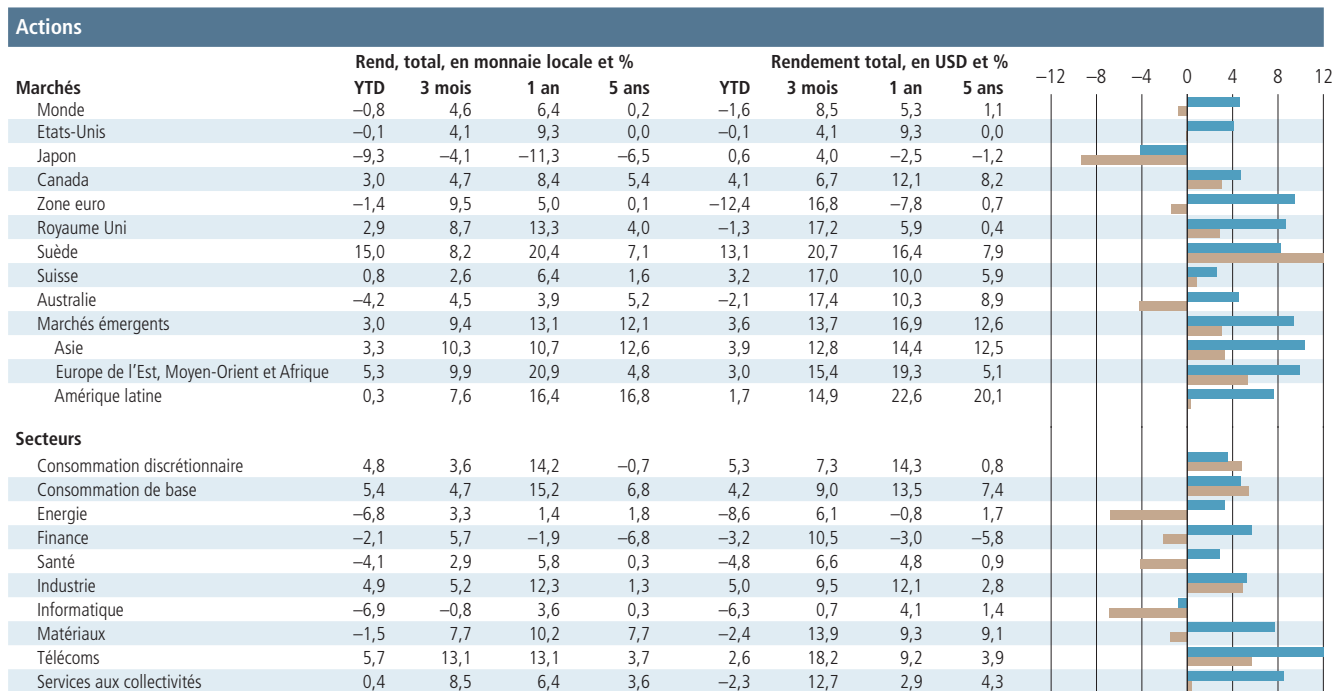 Actions
Rend, total, en monnaie locale et % Rendement total, en USD et %
Marchés YTD 3 mois 1 an 5 ans YTD 3 mois 1 an 5 ans −12 −8 −4 0 4 8 12
Monde −0,8 4,6 6,4 0,2 −1,6 8,5 5,3 1,1
Etats-Unis −0,1 4,1 9,3 0,0 −0,1 4,1 9,3 0,0
Japon −9,3 −4,1 −11,3 −6,5 0,6 4,0 −2,5 −1,2
Canada 3,0 4,7 8,4 5,4 4,1 6,7 12,1 8,2
Zone euro −1,4 9,5 5,0 0,1 −12,4 16,8 −7,8 0,7
Royaume Uni 2,9 8,7 13,3 4,0 −1,3 17,2 5,9 0,4
Suède 15,0 8,2 20,4 7,1 13,1 20,7 16,4 7,9
Suisse 0,8 2,6 6,4 1,6 3,2 17,0 10,0 5,9
Australie −4,2 4,5 3,9 5,2 −2,1 17,4 10,3 8,9
Marchés émergents 3,0 9,4 13,1 12,1 3,6 13,7 16,9 12,6
Asie 3,3 10,3 10,7 12,6 3,9 12,8 14,4 12,5
Europe de l’Est, Moyen-Orient et Afrique 5,3 9,9 20,9 4,8 3,0 15,4 19,3 5,1
Amérique latine 0,3 7,6 16,4 16,8 1,7 14,9 22,6 20,1
Secteurs
Consommation discrétionnaire 4,8 3,6 14,2 −0,7 5,3 7,3 14,3 0,8
Consommation de base 5,4 4,7 15,2 6,8 4,2 9,0 13,5 7,4
Energie −6,8 3,3 1,4 1,8 −8,6 6,1 −0,8 1,7
Finance −2,1 5,7 −1,9 −6,8 −3,2 10,5 −3,0 −5,8
Santé −4,1 2,9 5,8 0,3 −4,8 6,6 4,8 0,9
Industrie 4,9 5,2 12,3 1,3 5,0 9,5 12,1 2,8
Informatique −6,9 −0,8 3,6 0,3 −6,3 0,7 4,1 1,4
Matériaux −1,5 7,7 10,2 7,7 −2,4 13,9 9,3 9,1
Télécoms 5,7 13,1 13,1 3,7 2,6 18,2 9,2 3,9
Services aux collectivités 0,4 8,5 6,4 3,6 −2,3 12,7 2,9 4,3